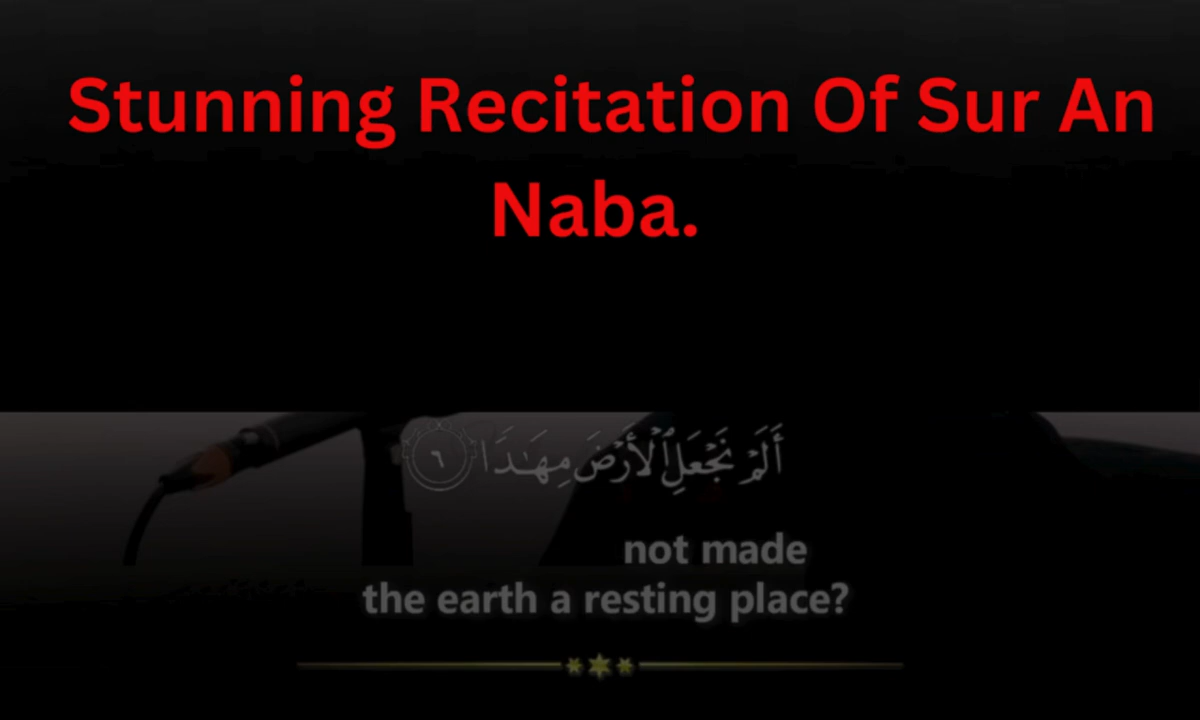 Stunning Recitation Of Sur An
Naba.
أَلَمْ نَجْعَلِ ٱلْأَرْضَ مِهَـٰدًا ٦
not made
the earth a resting place?